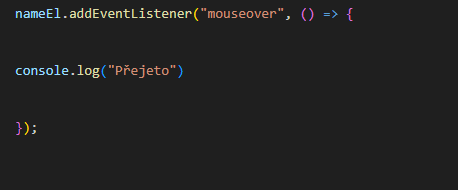 nameEl.addEventListener("mouseover", () => {
console.log("Přejeto")
});